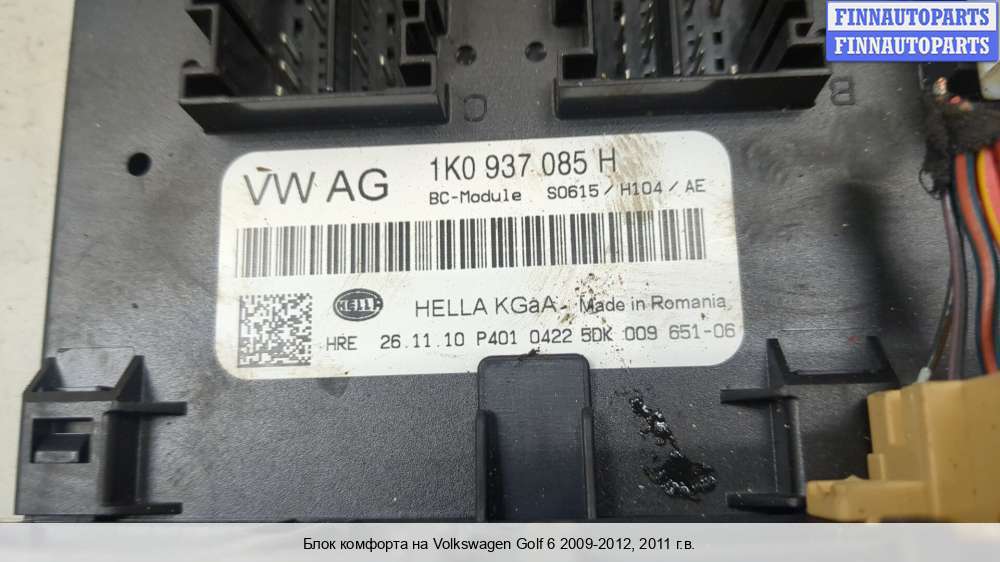 FINNAUTOPARTS
FINNAUTOPARTS
C
B
VW AG
1K0 937 085 H
BC-Module S0615 / H104 / AE
HELLA
HELLA KGaA - Made in Romania
HRE 26.11.10 P401 0422 5DK 009 651-06
Блок комфорта на Volkswagen Golf 6 2009-2012, 2011 г.в.